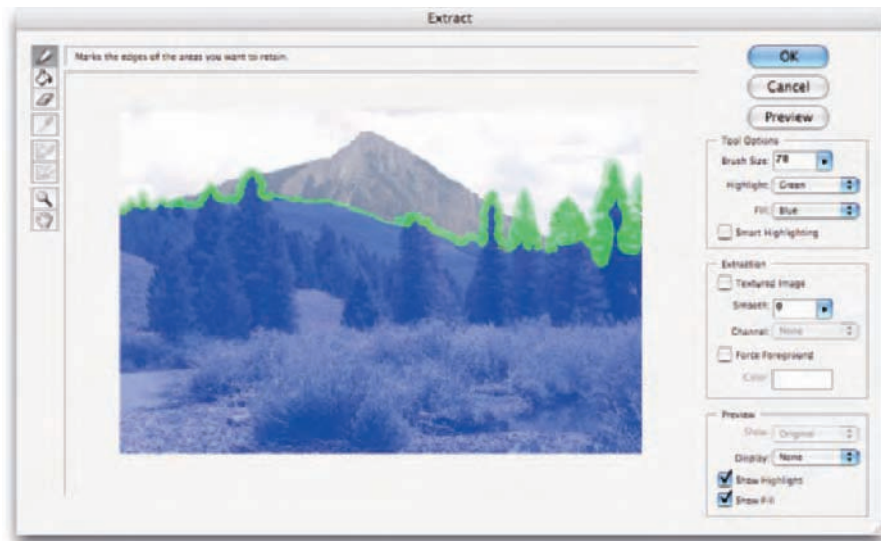 Extract
Marks the edges of the areas you want to retain.
OK
Cancel
Preview
Tool Options
Brush Size: 78
Highlight: Green
Fill: Blue
Smart Highlighting
Extraction
Textured Image
Smooth: 0
Channel: None
Force Foreground
Color:
Preview
Show: Original
Display: None
Show Highlight
Show Fill